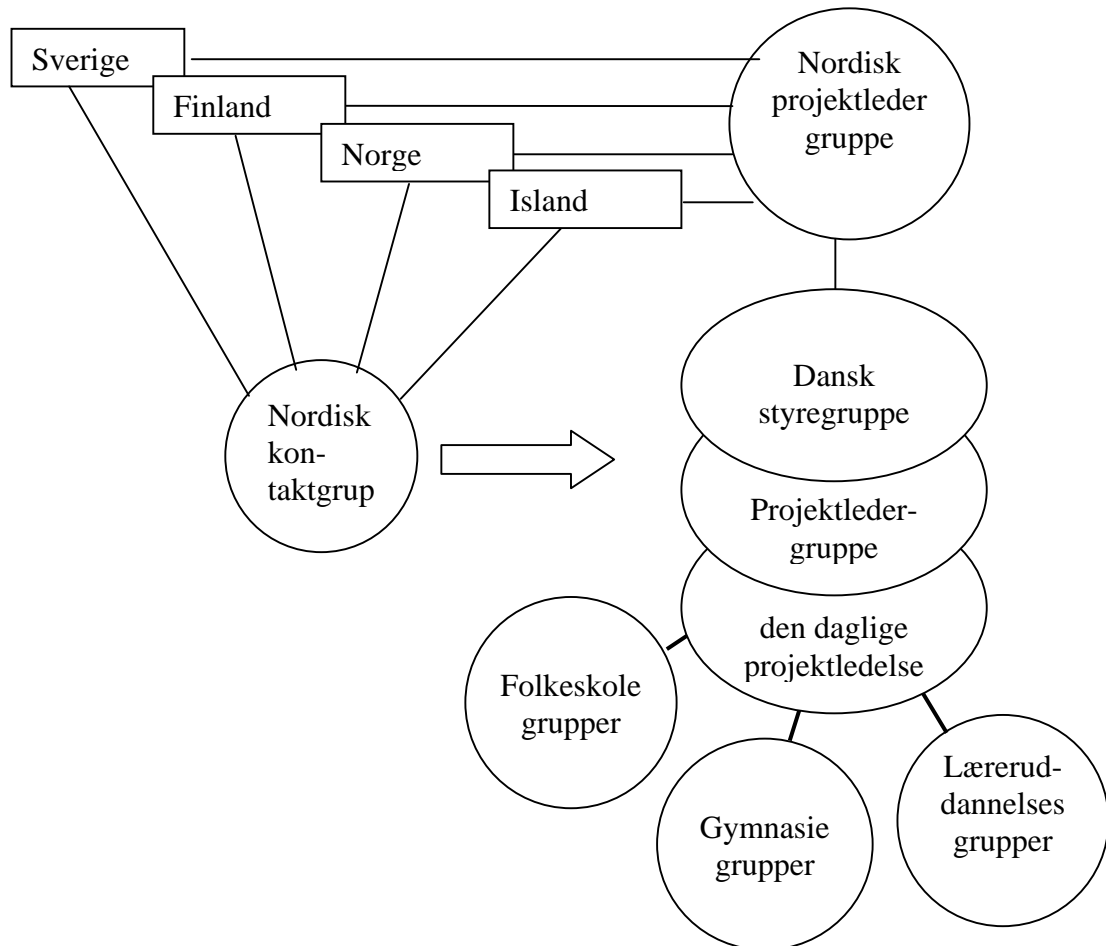 Sverige
Finland
Norge
Island
Nordisk
projektleder
gruppe
Nordisk
kon-
taktgrup
Dansk
styregruppe
Projektleder-
gruppe
den daglige
projektledelse
Folkeskole
grupper
Gymnasie
grupper
Lærerud-
dannelses
grupper